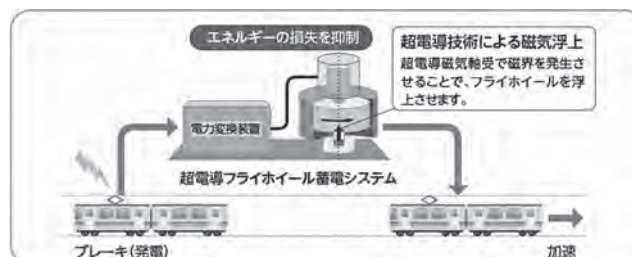 エネルギーの損失を抑制
超電導技術による磁気浮上
超電導磁気軸受で磁界を発生さ
せることで、フライホイールを浮
上させます。
電力変換装置
超電導フライホイール蓄電システム
ブレーキ(発電)
加速